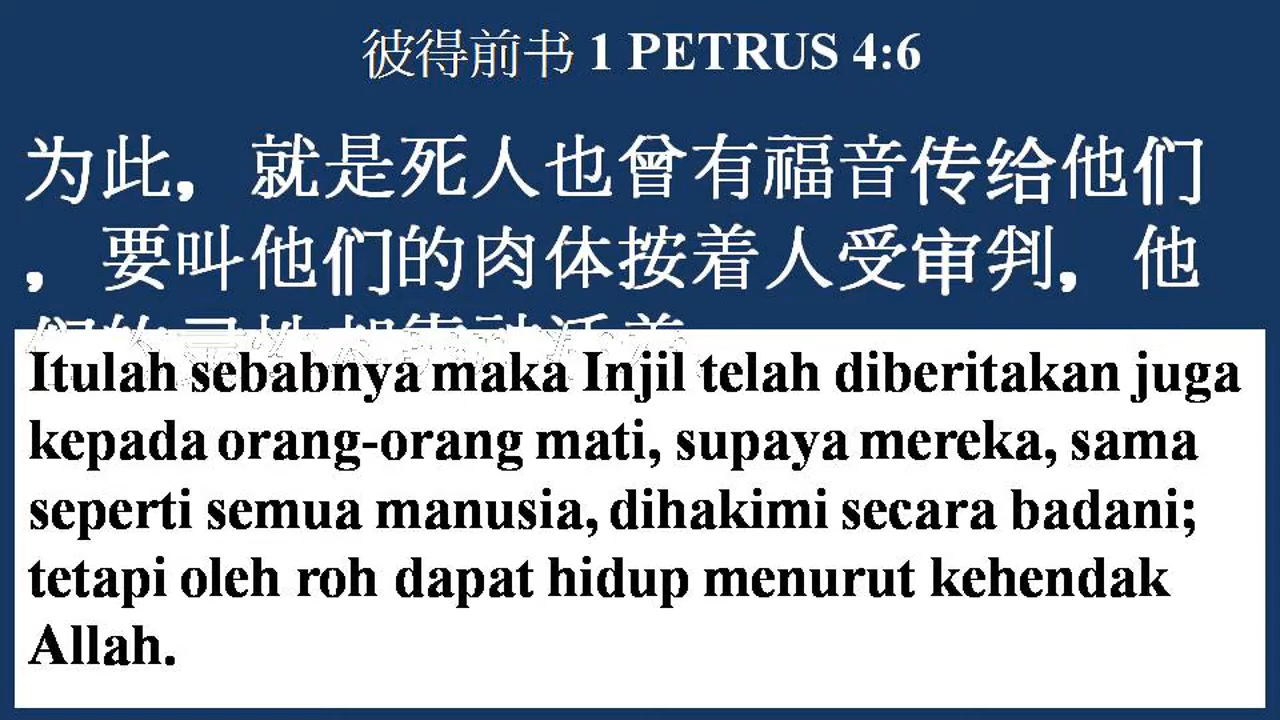 彼得前书 1 PETRUS 4:6
为此，就是死人也曾有福音传给他们
，要叫他们的肉体按着人受审判，他
Itulah sebabnya maka Injil telah diberitakan juga
kepada orang-orang mati, supaya mereka, sama
seperti semua manusia, dihakimi secara badani;
tetapi oleh roh dapat hidup menurut kehendak
Allah.